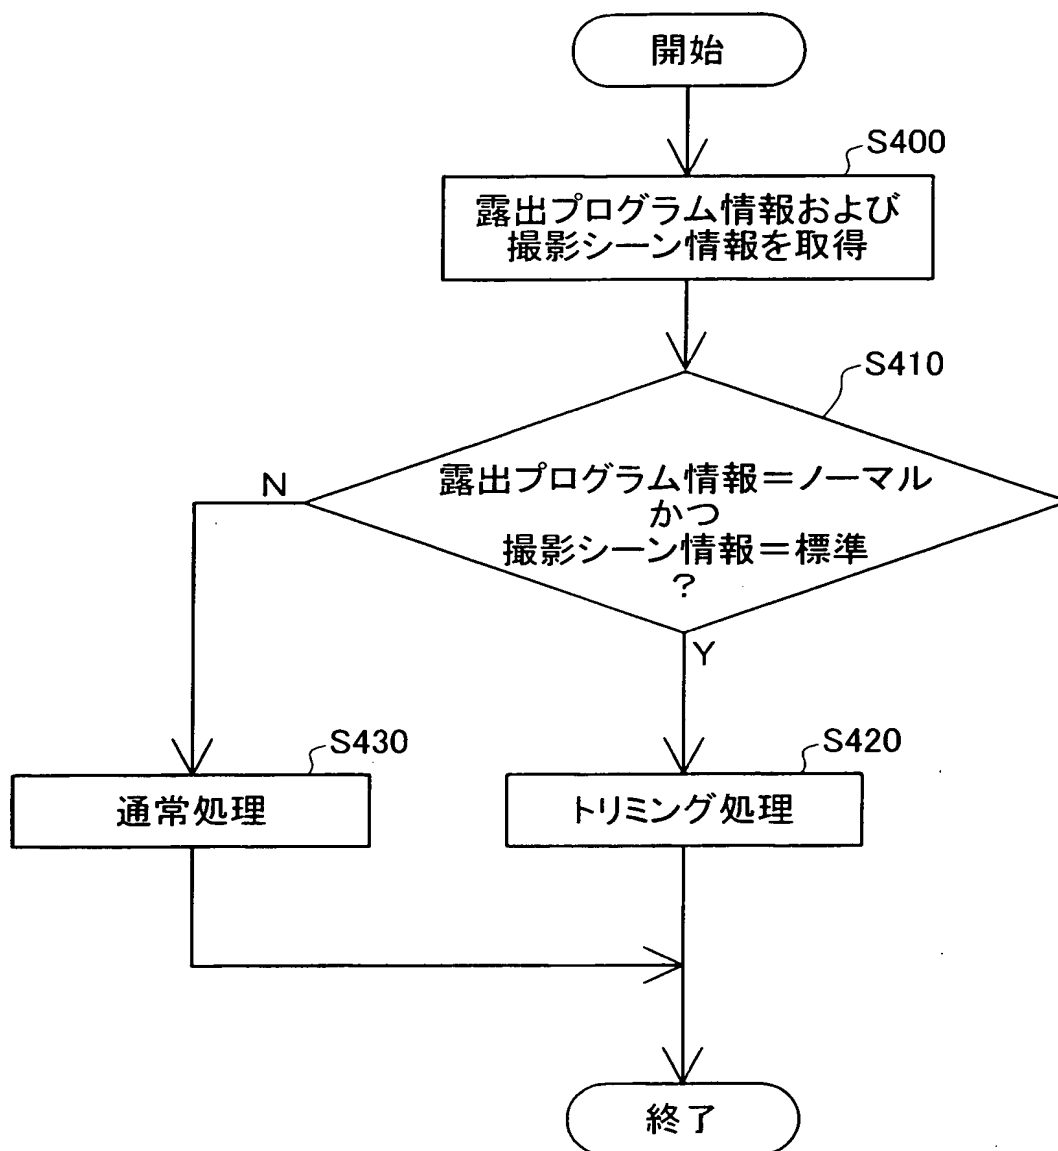 開始
S400
露出プログラム情報および
撮影シーン情報を取得
S410
N
露出プログラム情報＝ノーマル
かつ
撮影シーン情報＝標準
？
Y
S430
S420
通常処理
トリミング処理
終了